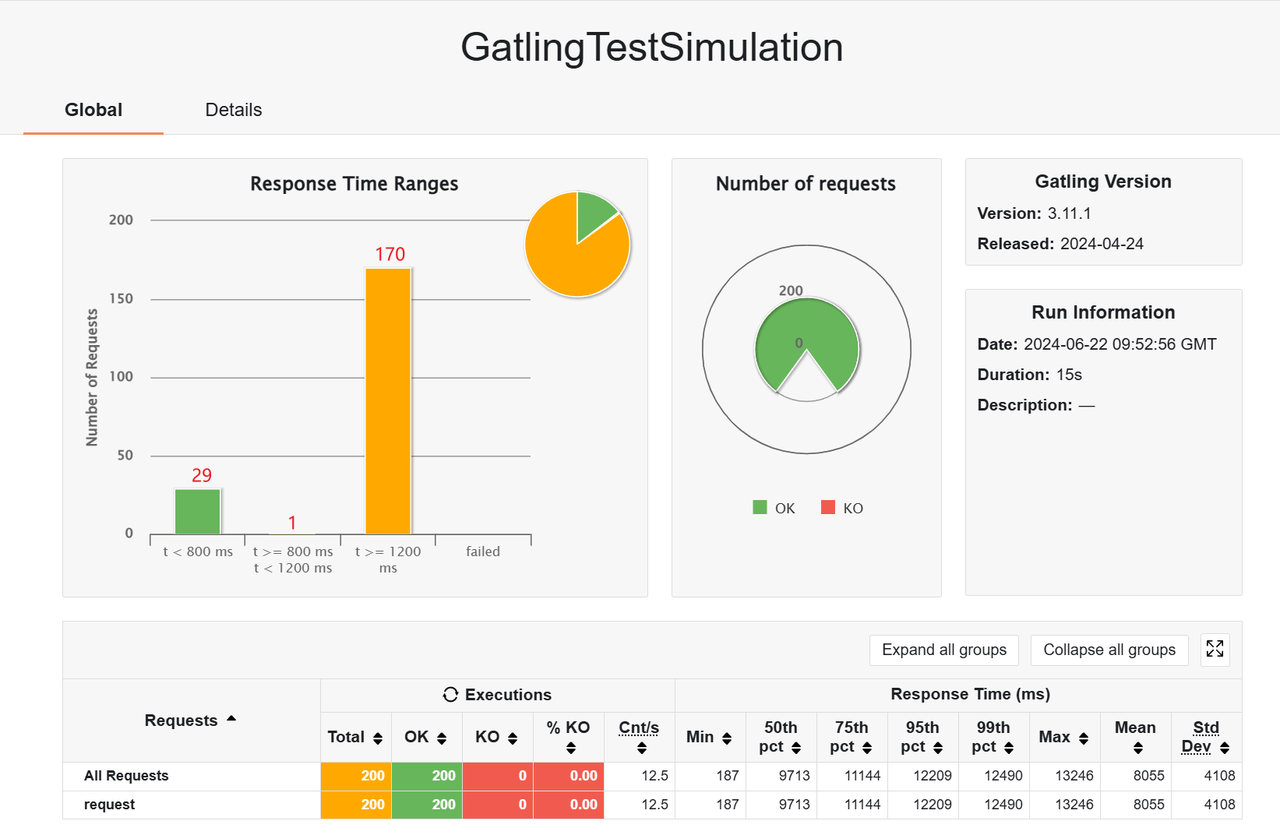 GatlingTestSimulation
Global
Details
Response Time Ranges
Number of Requests
200
150
100
50
0
29
1
170
t < 800 ms
t >= 800 ms
t < 1200 ms
t >= 1200
ms
failed
Number of requests
200
0
OK
KO
Gatling Version
Version: 3.11.1
Released: 2024-04-24
Run Information
Date: 2024-06-22 09:52:56 GMT
Duration: 15s
Description: —
Expand all groups
Collapse all groups
Requests
Executions
Response Time (ms)
Total
OK
KO
% KO
Cnt/s
Min
50th
pct
75th
pct
95th
pct
99th
pct
Max
Mean
Std
Dev
All Requests 200 200 0 0.00 12.5 187 9713 11144 12209 12490 13246 8055 4108
request 200 200 0 0.00 12.5 187 9713 11144 12209 12490 13246 8055 4108